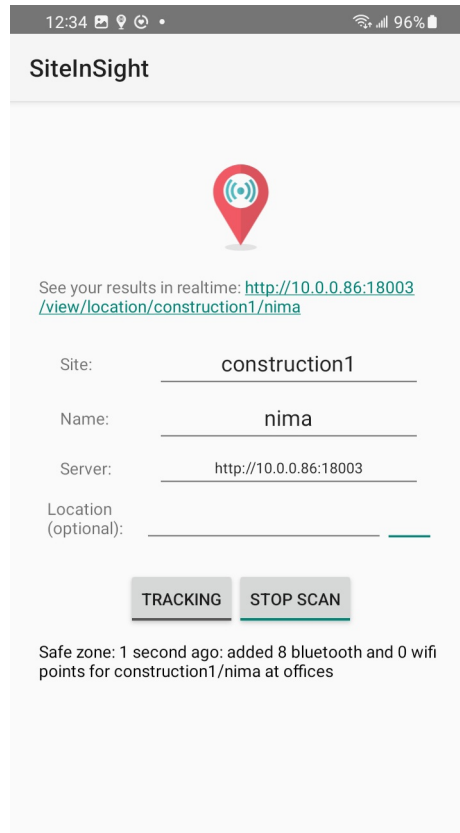 12:34 96%
SiteInSight
See your results in realtime: http://10.0.0.86:18003
/view/location/construction1/nima
Site: construction1
Name: nima
Server: http://10.0.0.86:18003
Location
(optional):
TRACKING STOP SCAN
Safe zone: 1 second ago: added 8 bluetooth and 0 wifi
points for construction1/nima at offices